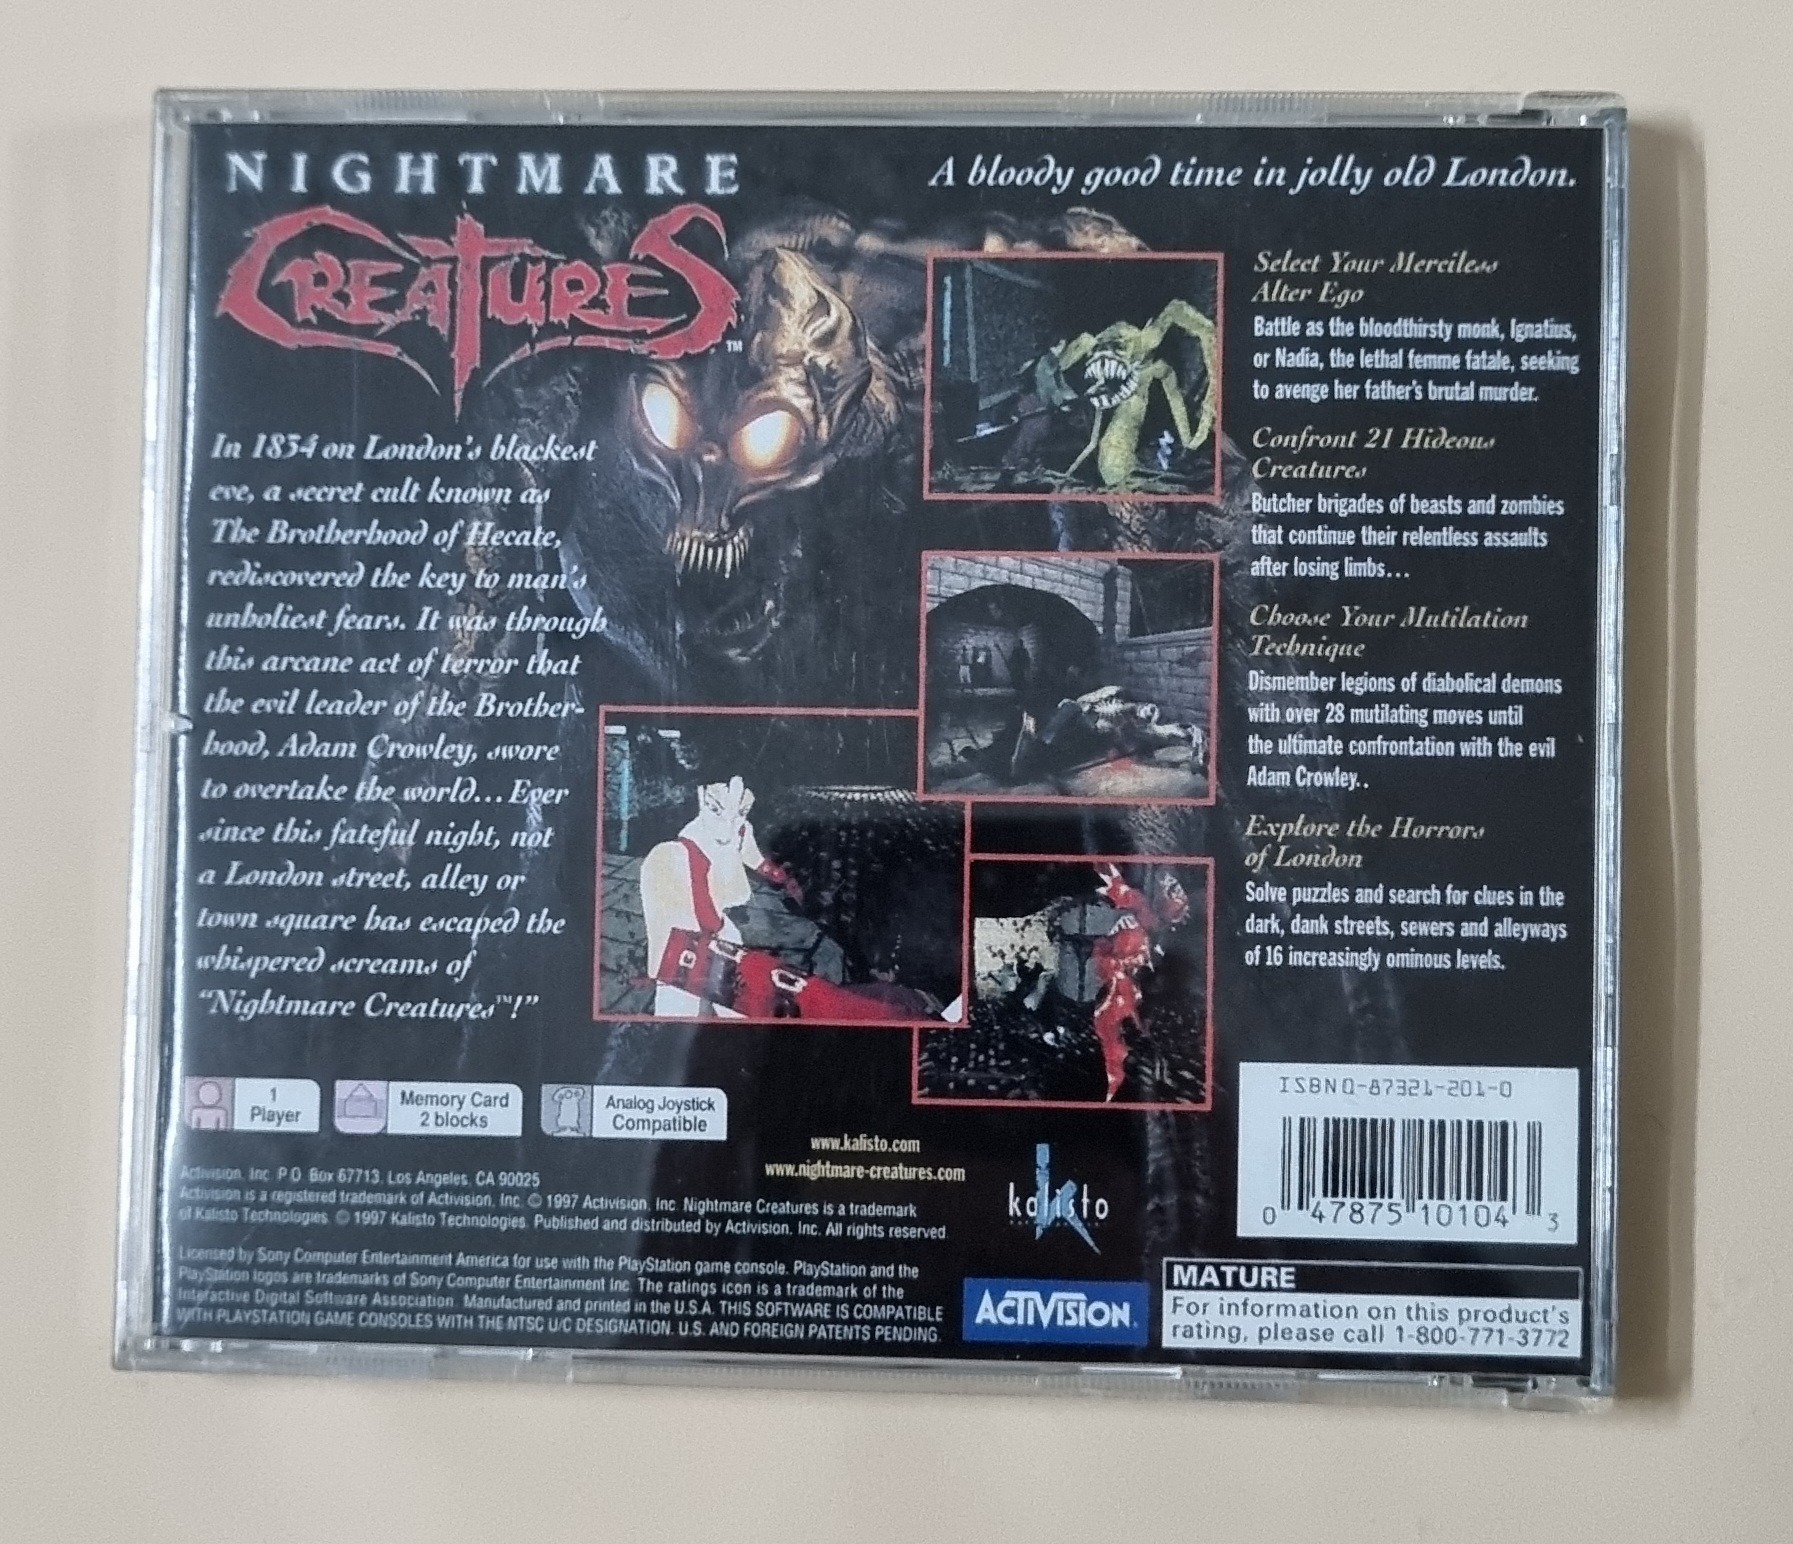 NIGHTMARE
CREATURES
™
In 1834 on London's blackest
eve, a secret cult known as
The Brotherhood of Hecate,
rediscovered the key to man's
unholiest fears. It was through
this arcane act of terror that
the evil leader of the Brother-
hood, Adam Crowley, swore
to overtake the world... Ever
since this fateful night, not
a London street, alley or
town square has escaped the
whispered screams of
"Nightmare Creatures™!"
A bloody good time in jolly old London.
Select Your Merciless
Alter Ego
Battle as the bloodthirsty monk, Ignatius,
or Nadia, the lethal femme fatale, seeking
to avenge her father's brutal murder.
Confront 21 Hideous
Creatures
Butcher brigades of beasts and zombies
that continue their relentless assaults
after losing limbs...
Choose Your Mutilation
Technique
Dismember legions of diabolical demons
with over 28 mutilating moves until
the ultimate confrontation with the evil
Adam Crowley..
Explore the Horrors
of London
Solve puzzles and search for clues in the
dark, dank streets, sewers and alleyways
of 16 increasingly ominous levels.
1
Player
Memory Card
2 blocks
Analog Joystick
Compatible
www.kalisto.com
www.nightmare-creatures.com
kalisto
Activision, Inc. P.O. Box 67713, Los Angeles, CA 90025
Activision is a registered trademark of Activision, Inc. © 1997 Activision, Inc. Nightmare Creatures is a trademark
of Kalisto Technologies. © 1997 Kalisto Technologies. Published and distributed by Activision, Inc. All rights reserved.
Licensed by Sony Computer Entertainment America for use with the PlayStation game console. PlayStation and the
PlayStation logos are trademarks of Sony Computer Entertainment Inc. The ratings icon is a trademark of the
Interactive Digital Software Association. Manufactured and printed in the U.S.A. THIS SOFTWARE IS COMPATIBLE
WITH PLAYSTATION GAME CONSOLES WITH THE NTSC U/C DESIGNATION. U.S. AND FOREIGN PATENTS PENDING.
ACTIVISION
ISBN 0-87321-201-0
0 47875 10104 3
MATURE
For information on this product's
rating, please call 1-800-771-3772